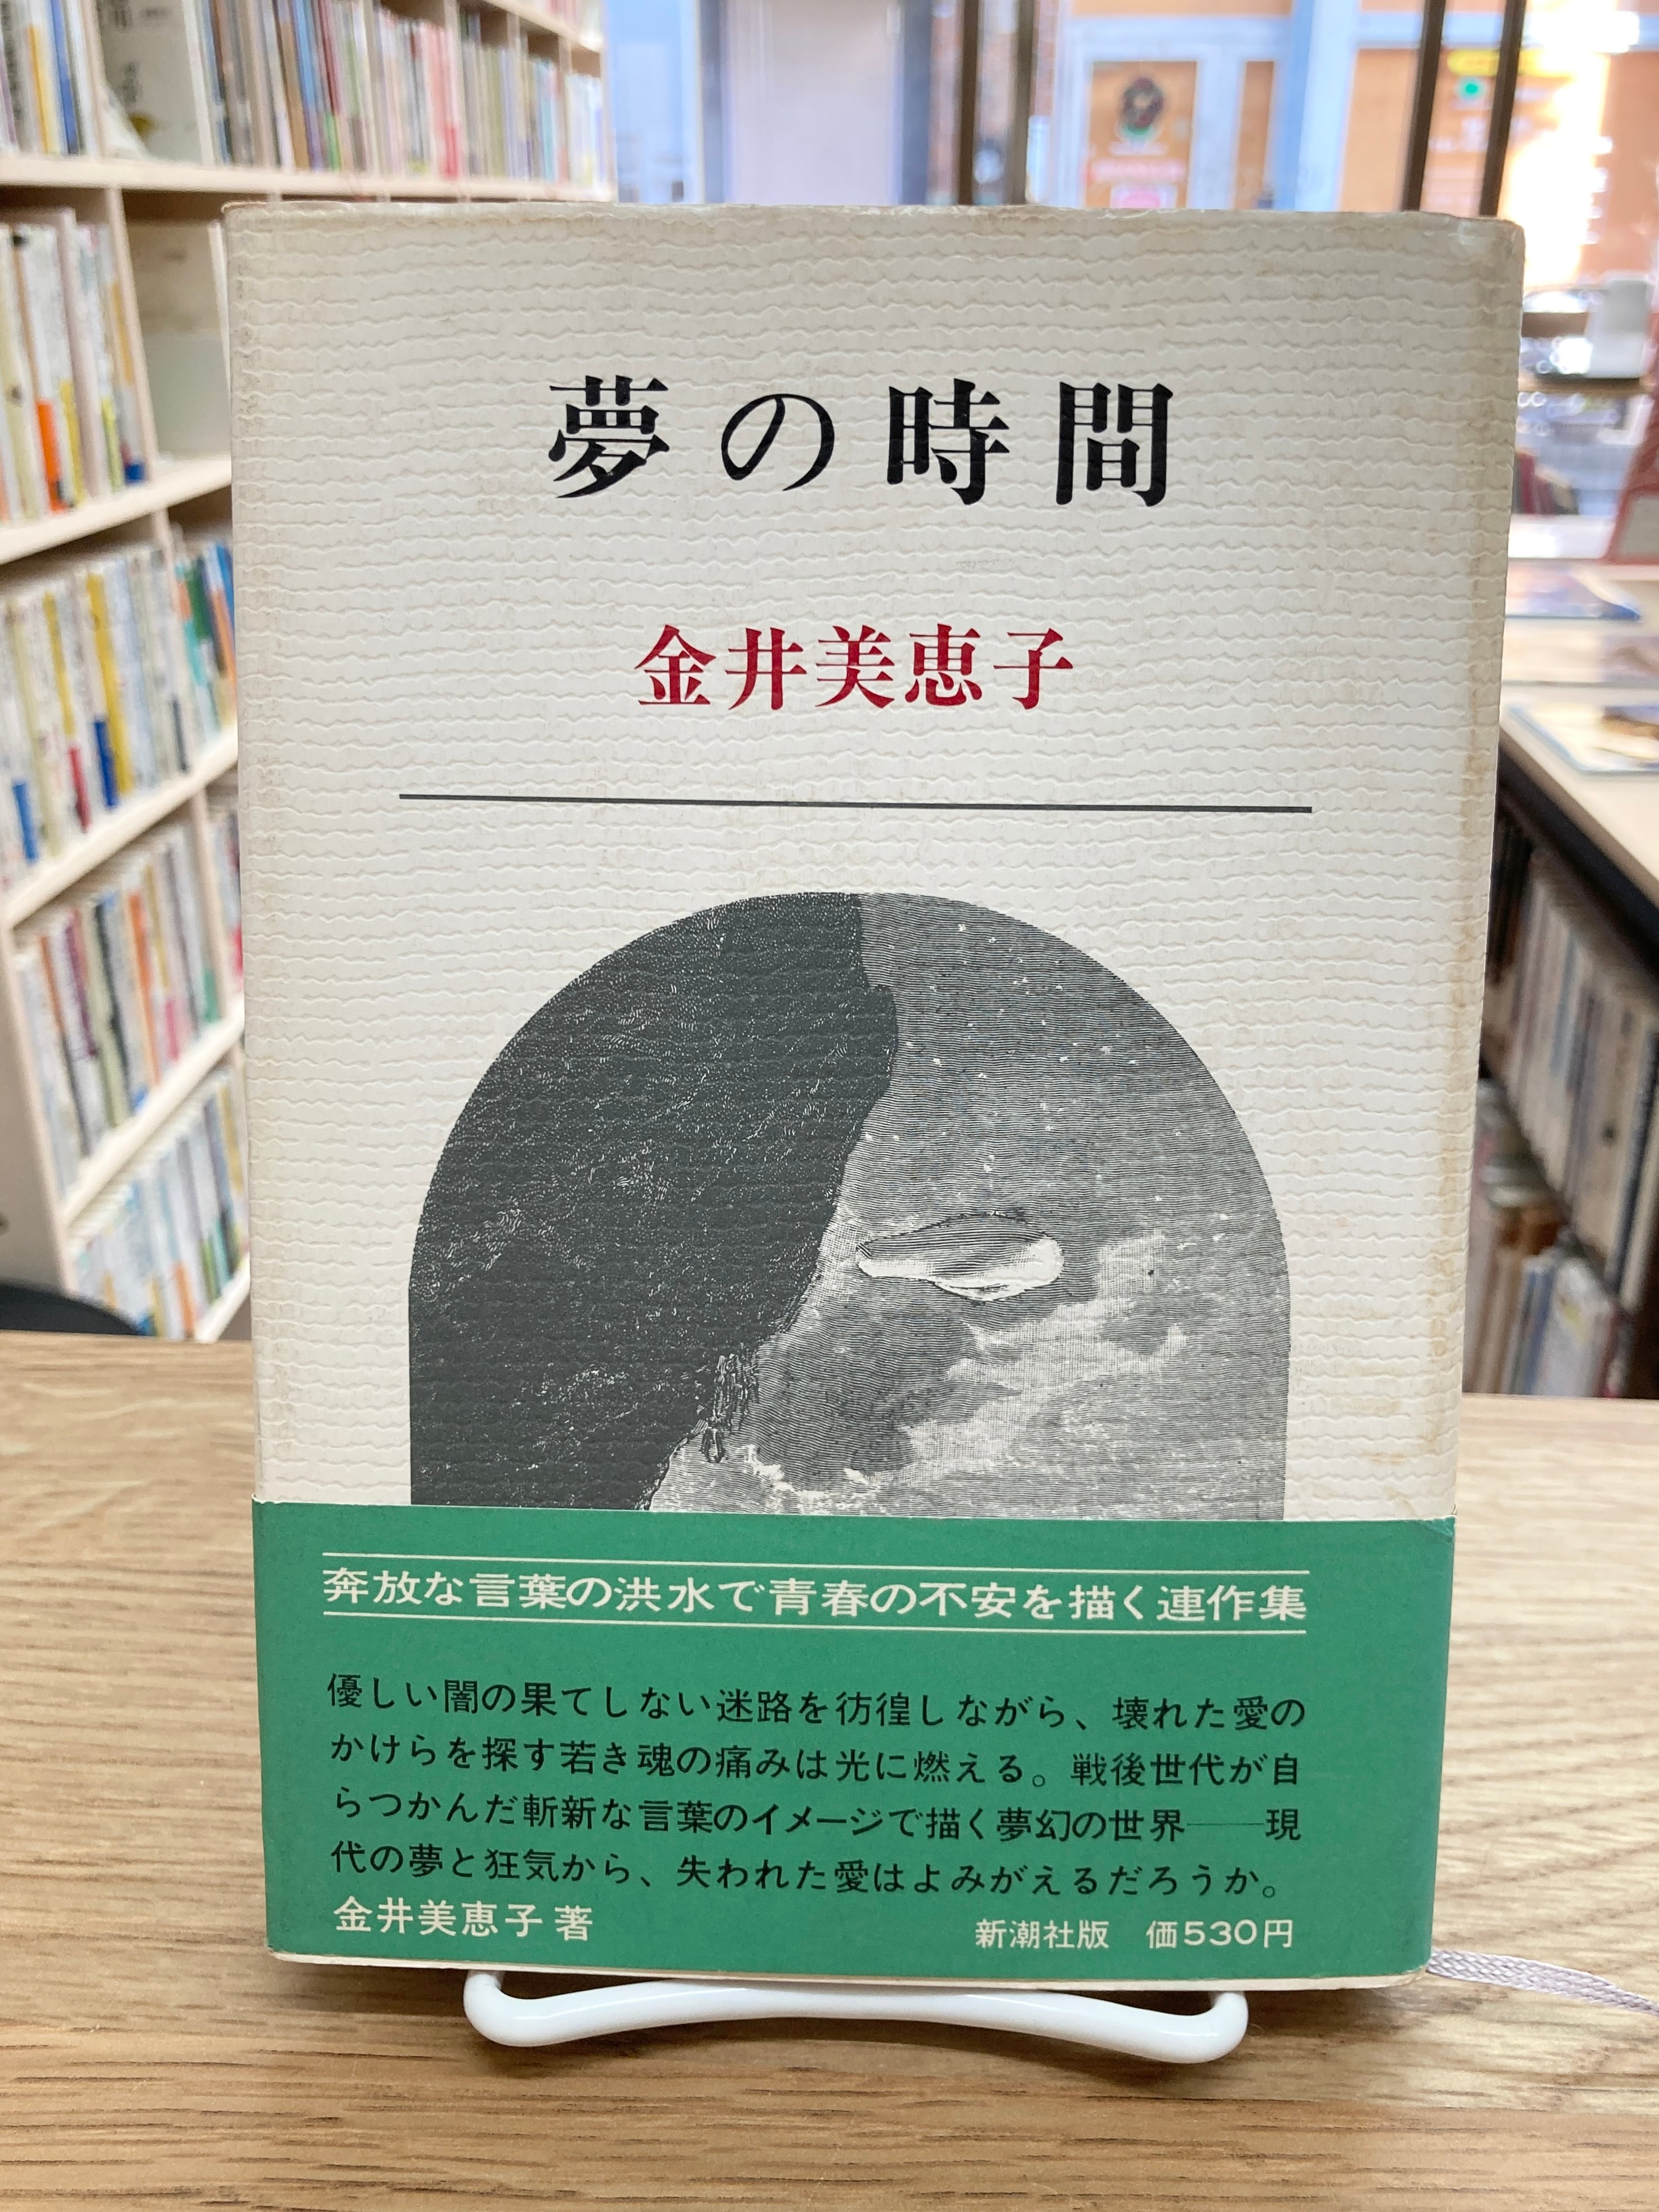 夢の時間
金井美恵子
奔放な言葉の洪水で青春の不安を描く連作集
優しい闇の果てしない迷路を彷徨しながら、壊れた愛の
かけらを探す若き魂の痛みは光に燃える。戦後世代が自
らつかんだ斬新な言葉のイメージで描く夢幻の世界──現
代の夢と狂気から、失われた愛はよみがえるだろうか。
金井美恵子 著
新潮社版 価530円